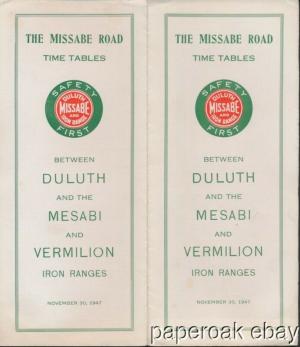 THE MISSABE ROAD
TIME TABLES
SAFETY
DULUTH
MISSABE
AND
IRON RANGE
FIRST
BETWEEN
DULUTH
AND THE
MESABI
AND
VERMILION
IRON RANGES
NOVEMBER 30, 1947
THE MISSABE ROAD
TIME TABLES
SAFETY
DULUTH
MISSABE
AND
IRON RANGE
FIRST
BETWEEN
DULUTH
AND THE
MESABI
AND
VERMILION
IRON RANGES
NOVEMBER 30, 1947
paperoak ebay